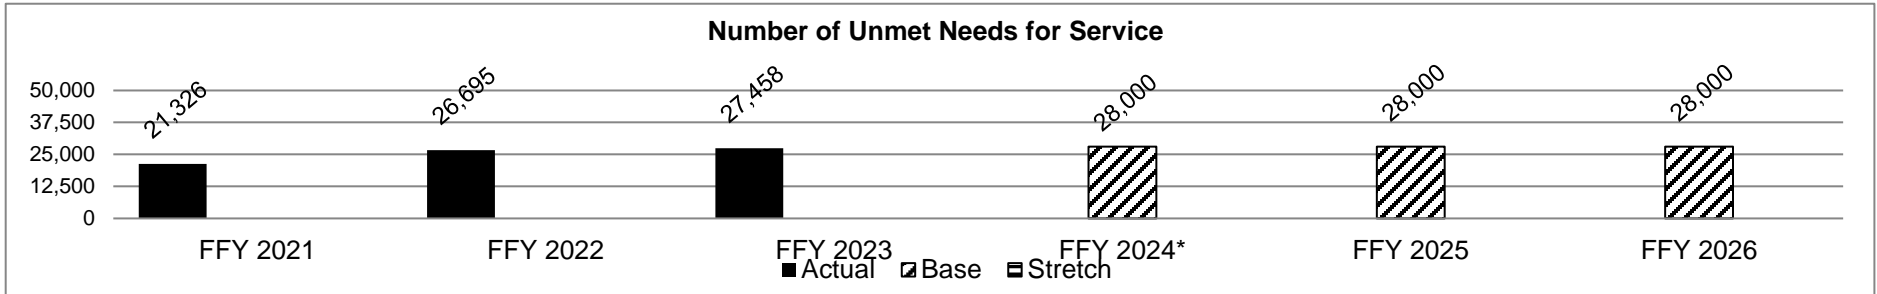 Number of Unmet Needs for Service
50,000
37,500
25,000
12,500
0
21,326
26,695
27,458
28,000
28,000
28,000
FFY 2021
FFY 2022
FFY 2023
FFY 2024*
FFY 2025
FFY 2026
Actual
Base
Stretch